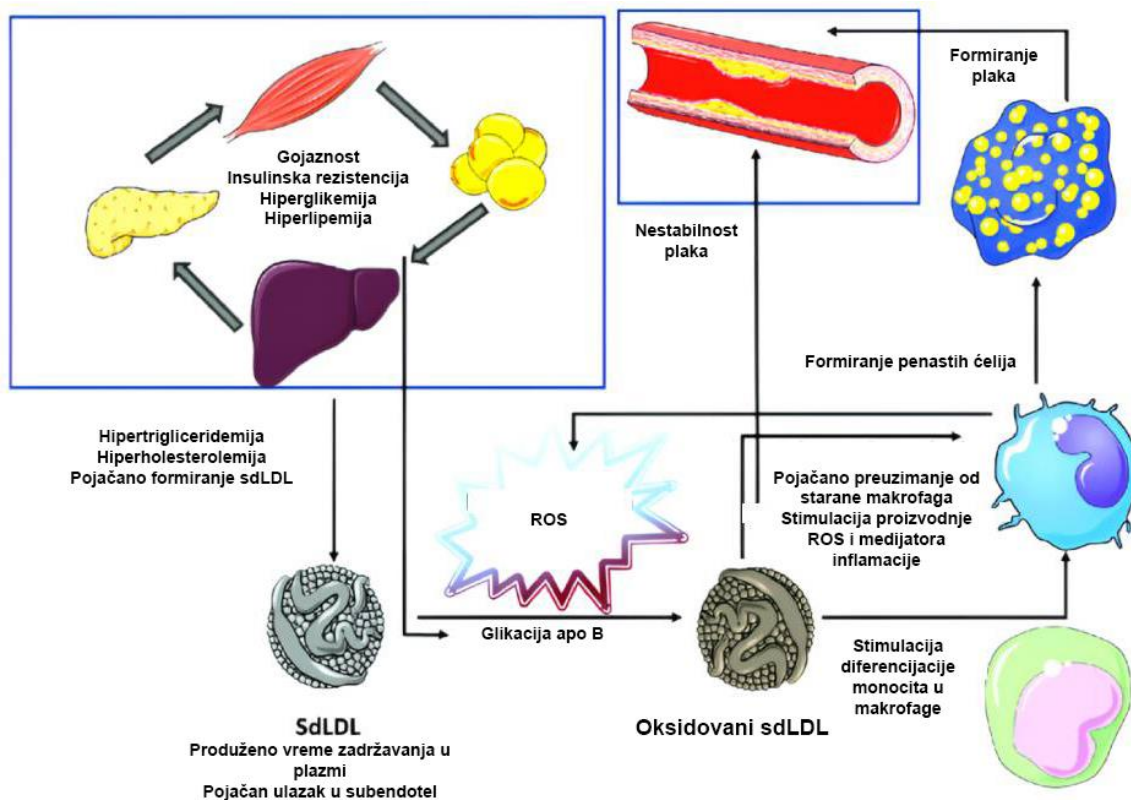 Gojaznost
Insulinska rezistencija
Hiperglikemija
Hiperlipemija
Formiranje
plaka
Nestabilnost
plaka
Formiranje penastih ćelija
Hipertrigliceridemija
Hiperholesterolemija
Pojačano formiranje sdLDL
ROS
Pojačano preuzimanje od
starane makrofaga
Stimulacija proizvodnje
ROS i medijatora
inflamacije
Glikacija apo B
Stimulacija
diferencijacije
monocita u
makrofage
SdLDL
Produženo vreme zadržavanja u
plazmi
Pojačan ulazak u subendotel
Oksidovani sdLDL